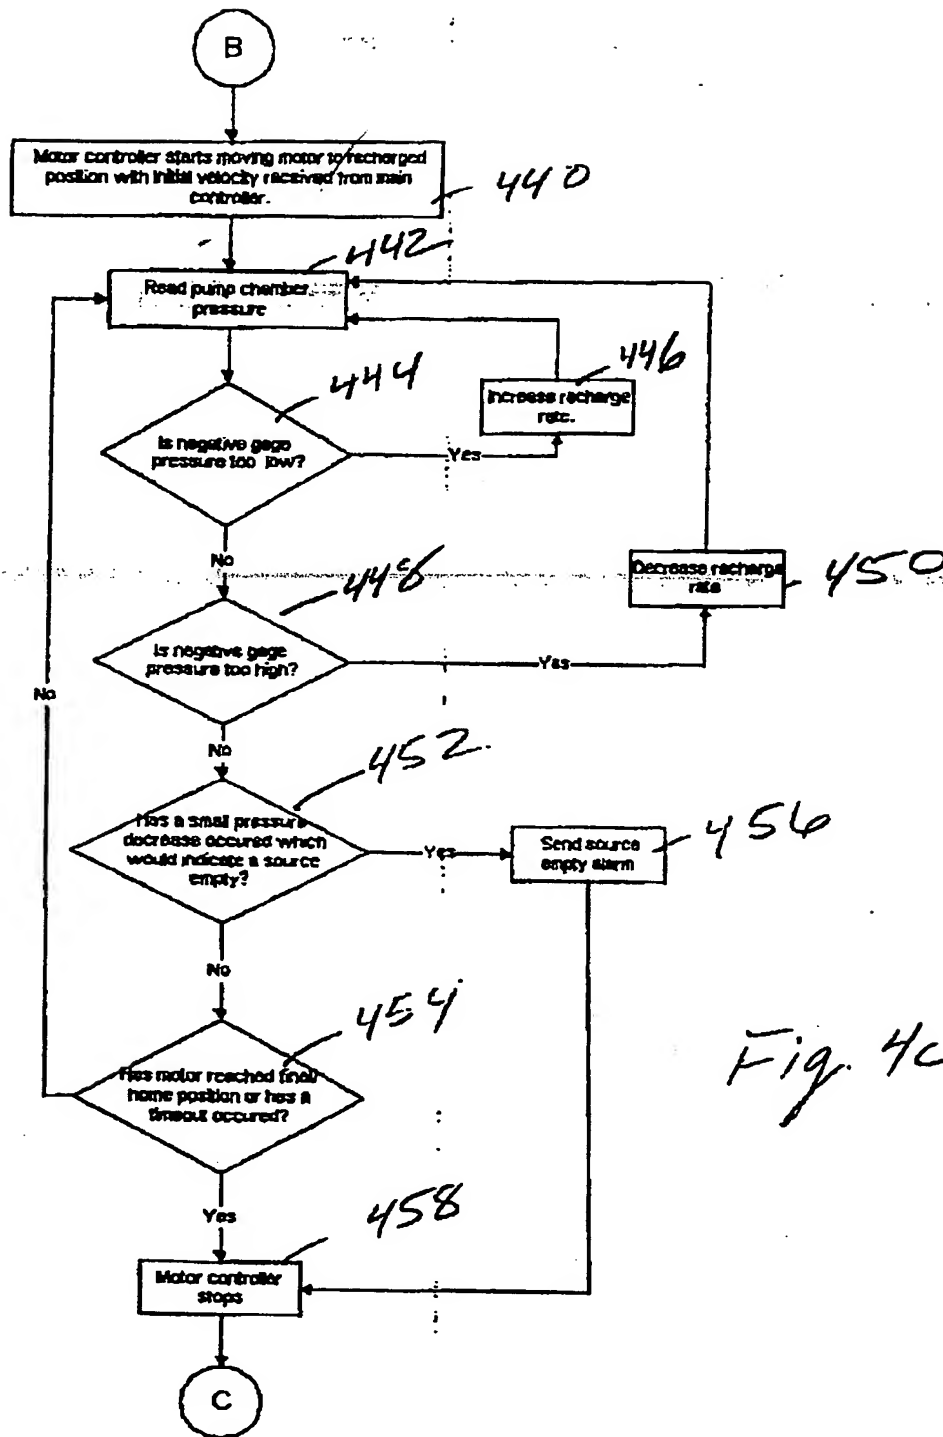 B
Motor controller starts moving motor to recharged
position with initial velocity received from main
controller.
440
442
Read pump chamber
pressure
444
446
Increase recharge
rate.
Is negative gage
pressure too low?
Yes
No
448
450
Decrease recharge
rate
Is negative gage
pressure too high?
Yes
No
No
452
Has a small pressure
decrease occured which
would indicate a source
empty?
Yes
Send source
empty alarm
456
No
454
Has motor reached final
home position or has a
timeout occured?
Fig. 4c
Yes
458
Motor controller
stops
C